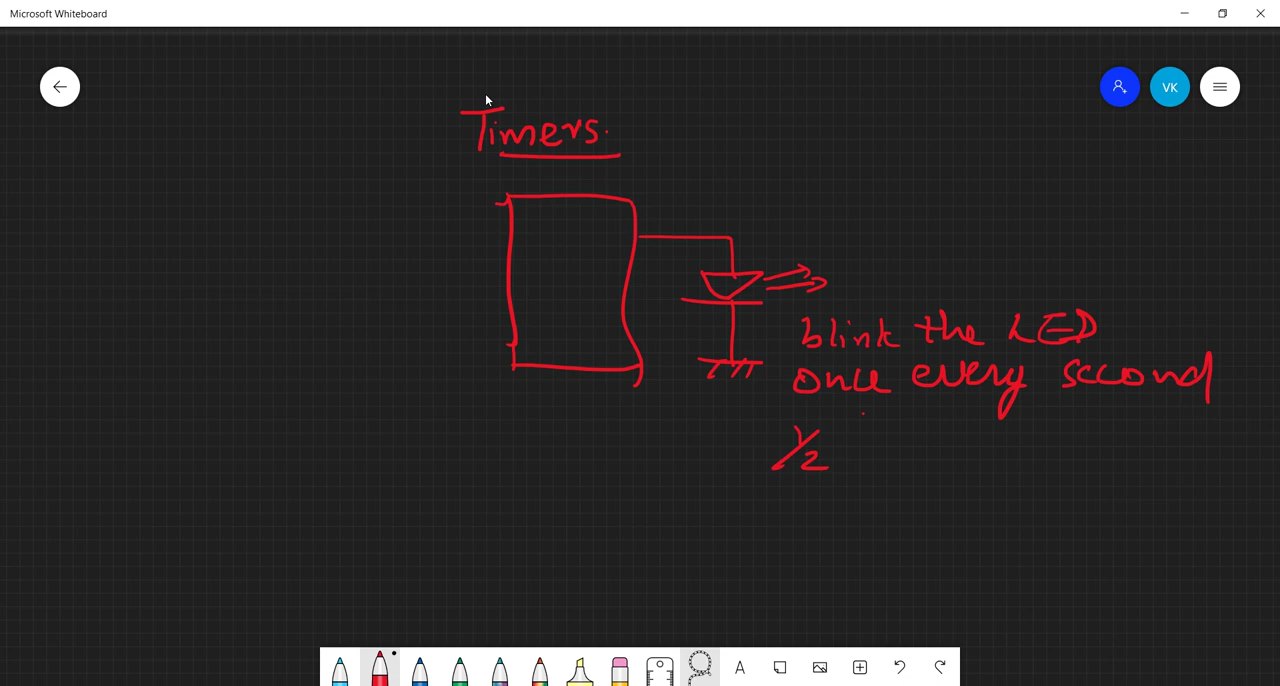 Microsoft Whiteboard
VK
Timers.
blink the LED
once every second
1/2
A